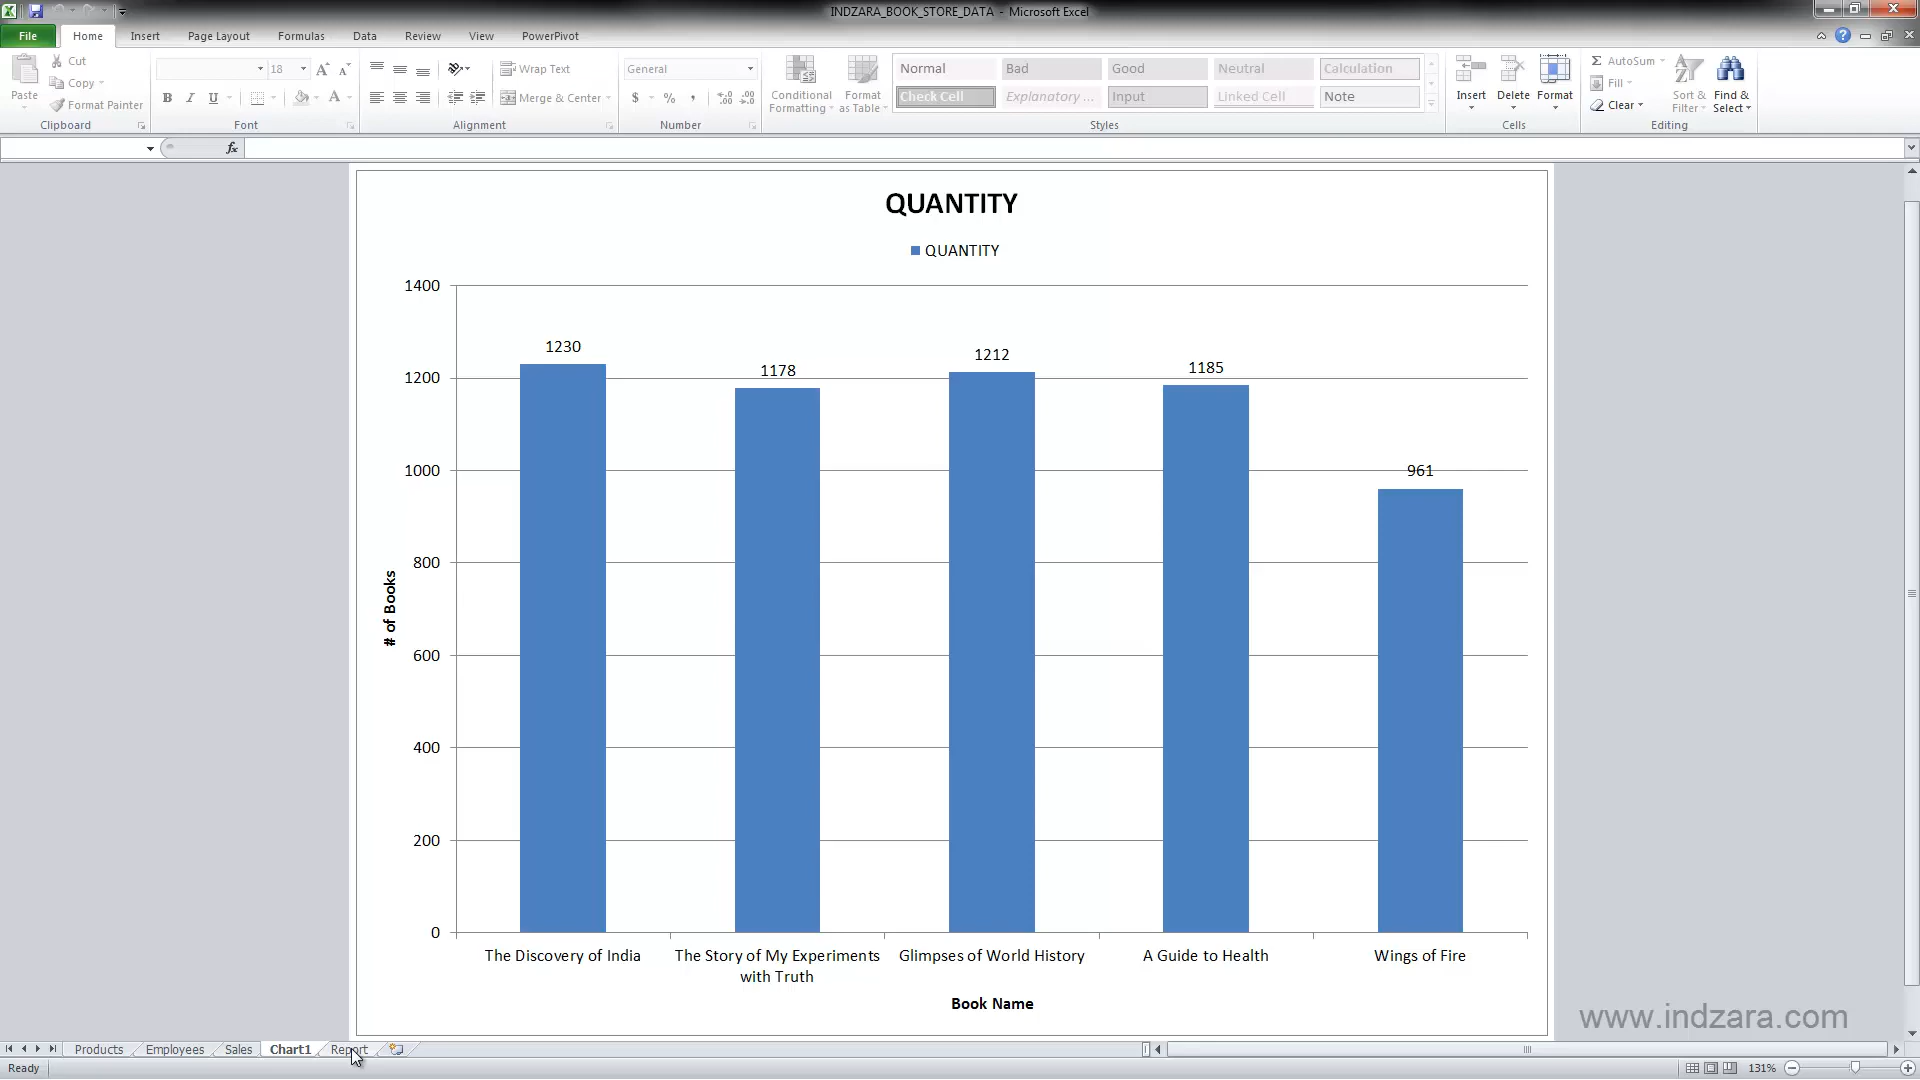 INDZARA_BOOK_STORE_DATA - Microsoft Excel
File Home Insert Page Layout Formulas Data Review View PowerPivot
Paste
Cut
Copy
Format Painter
Clipboard
18
B I U
Font
Wrap Text
Merge & Center
Alignment
General
$ % ,
Number
Conditional Formatting
Format as Table
Normal Bad Good Neutral Calculation
Check Cell Explanatory ... Input Linked Cell Note
Styles
Insert Delete Format
Cells
AutoSum
Fill
Clear
Sort & Filter
Find & Select
Editing
fx
QUANTITY
QUANTITY
1400
1200
1000
800
600
400
200
0
1230
1178
1212
1185
961
# of Books
The Discovery of India
The Story of My Experiments
with Truth
Glimpses of World History
A Guide to Health
Wings of Fire
Book Name
www.indzara.com
Products Employees Sales Chart1 Report
Ready
131%